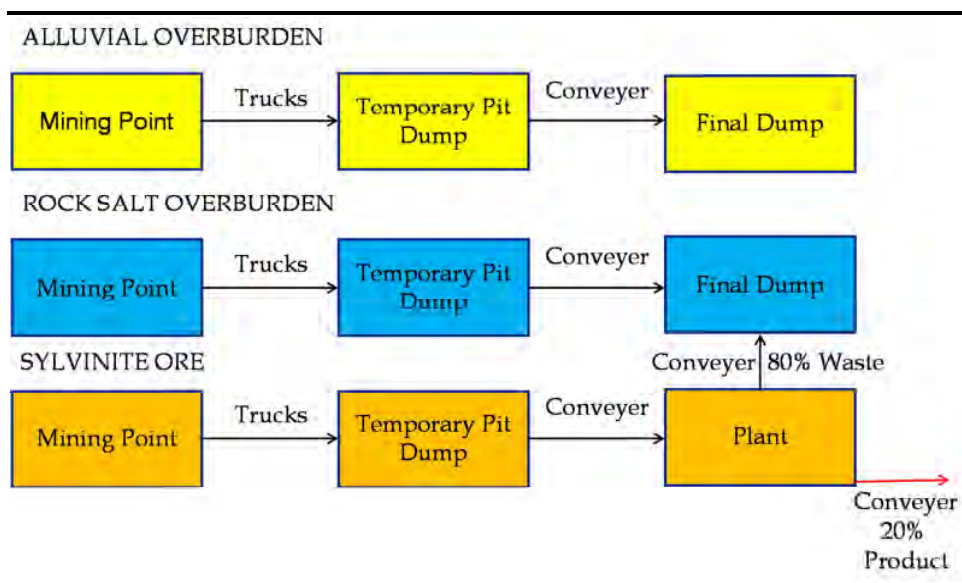 ALLUVIAL OVERBURDEN
Mining Point
Trucks
Temporary Pit
Dump
Conveyer
Final Dump
ROCK SALT OVERBURDEN
Mining Point
Trucks
Temporary Pit
Dump
Conveyer
Final Dump
SYLVINITE ORE
Conveyer 80% Waste
Mining Point
Trucks
Temporary Pit
Dump
Conveyer
Plant
Conveyer
20%
Product